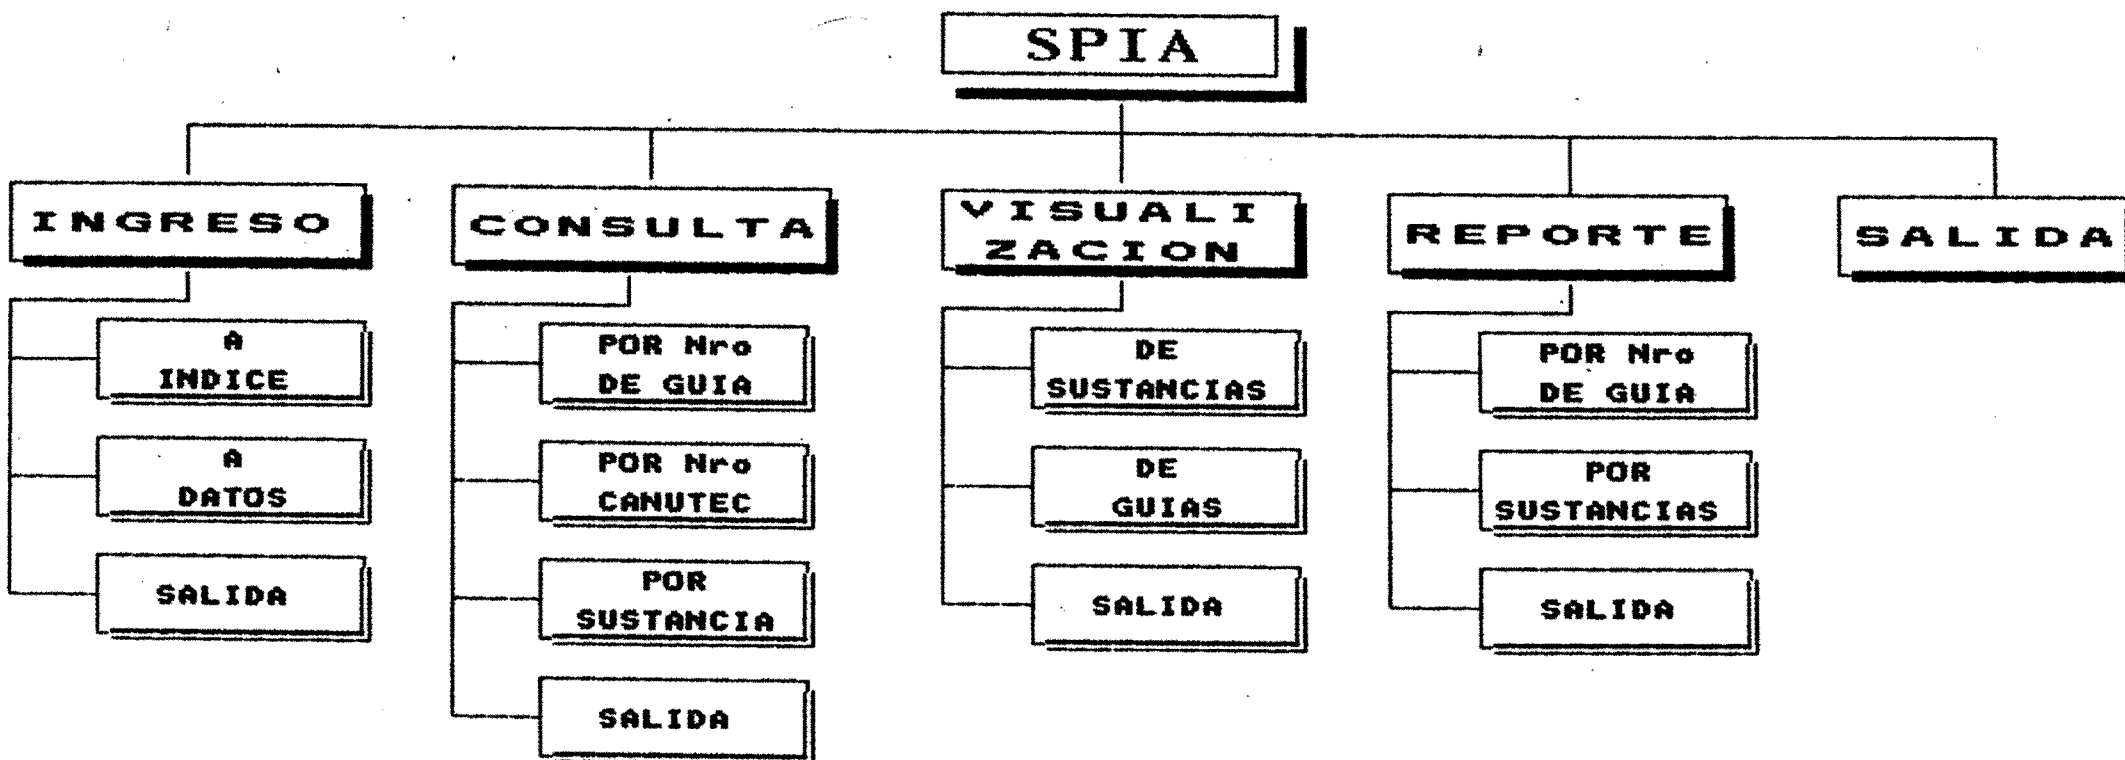 SPIA
INGRESO
CONSULTA
VISUALI
ZACION
REPORTE
SALIDA
A
INDICE
A
DATOS
SALIDA
POR Nro
DE GUIA
POR Nro
CANUTEC
POR
SUSTANCIA
SALIDA
DE
SUSTANCIAS
DE
GUIAS
SALIDA
POR Nro
DE GUIA
POR
SUSTANCIAS
SALIDA